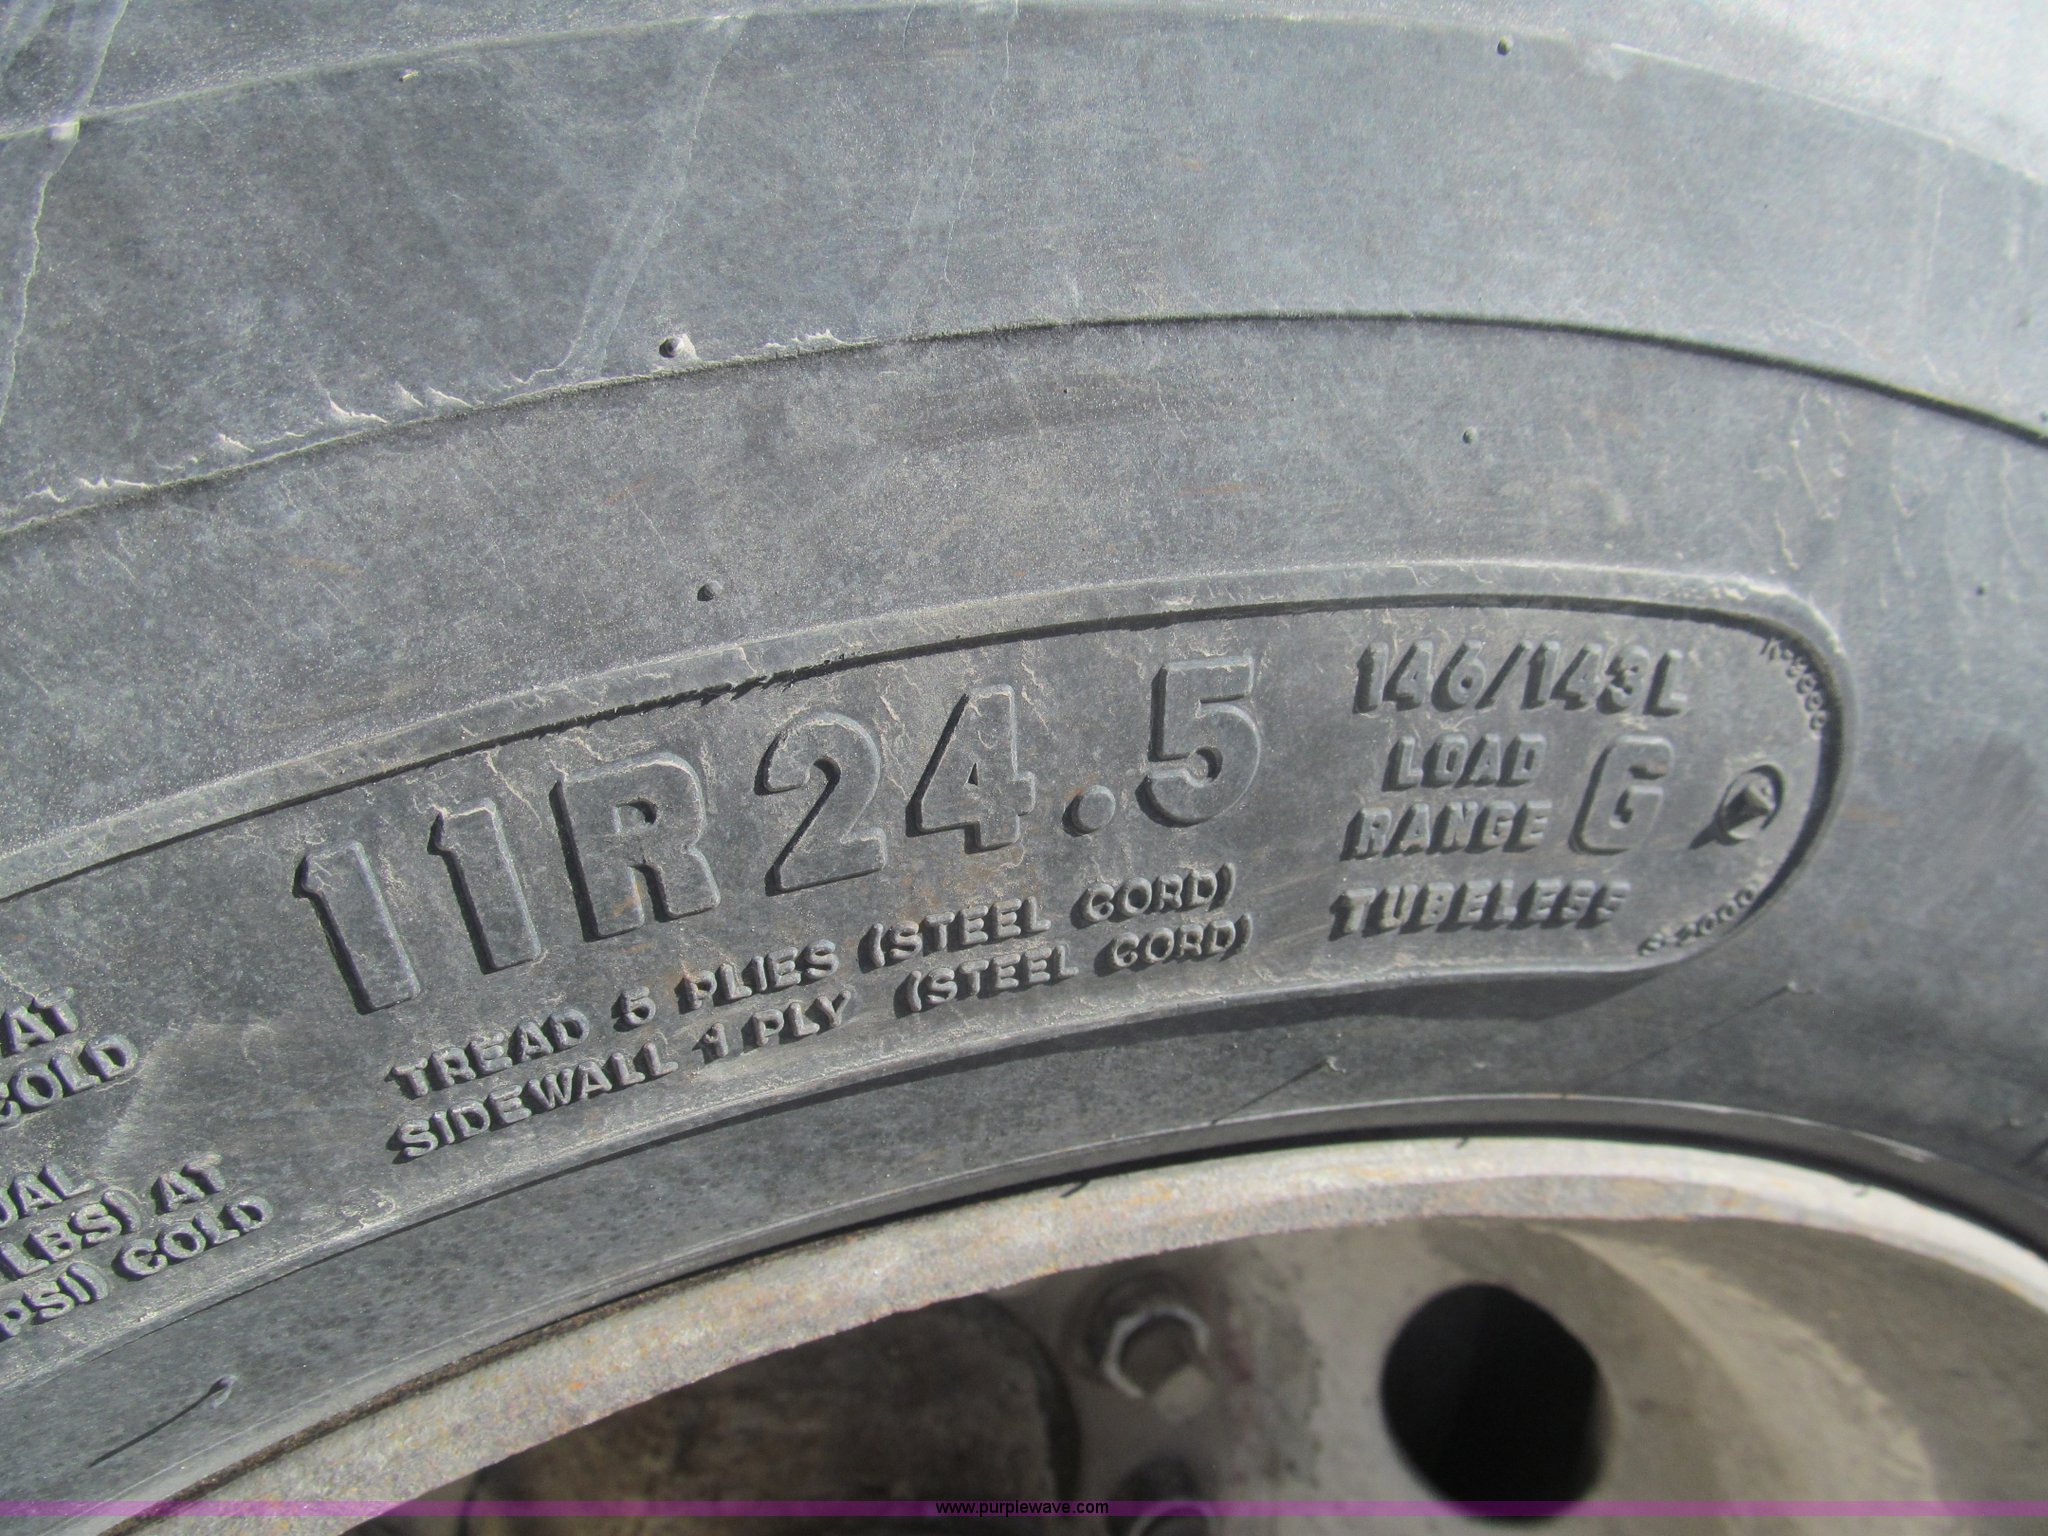 11R24.5
146/143L
LOAD
RANGE G
TUBELESS
TREAD 5 PLIES (STEEL CORD)
SIDEWALL 1 PLY (STEEL CORD)
AT
COLD
LBS) AT
PSI) COLD
www.purplewave.com